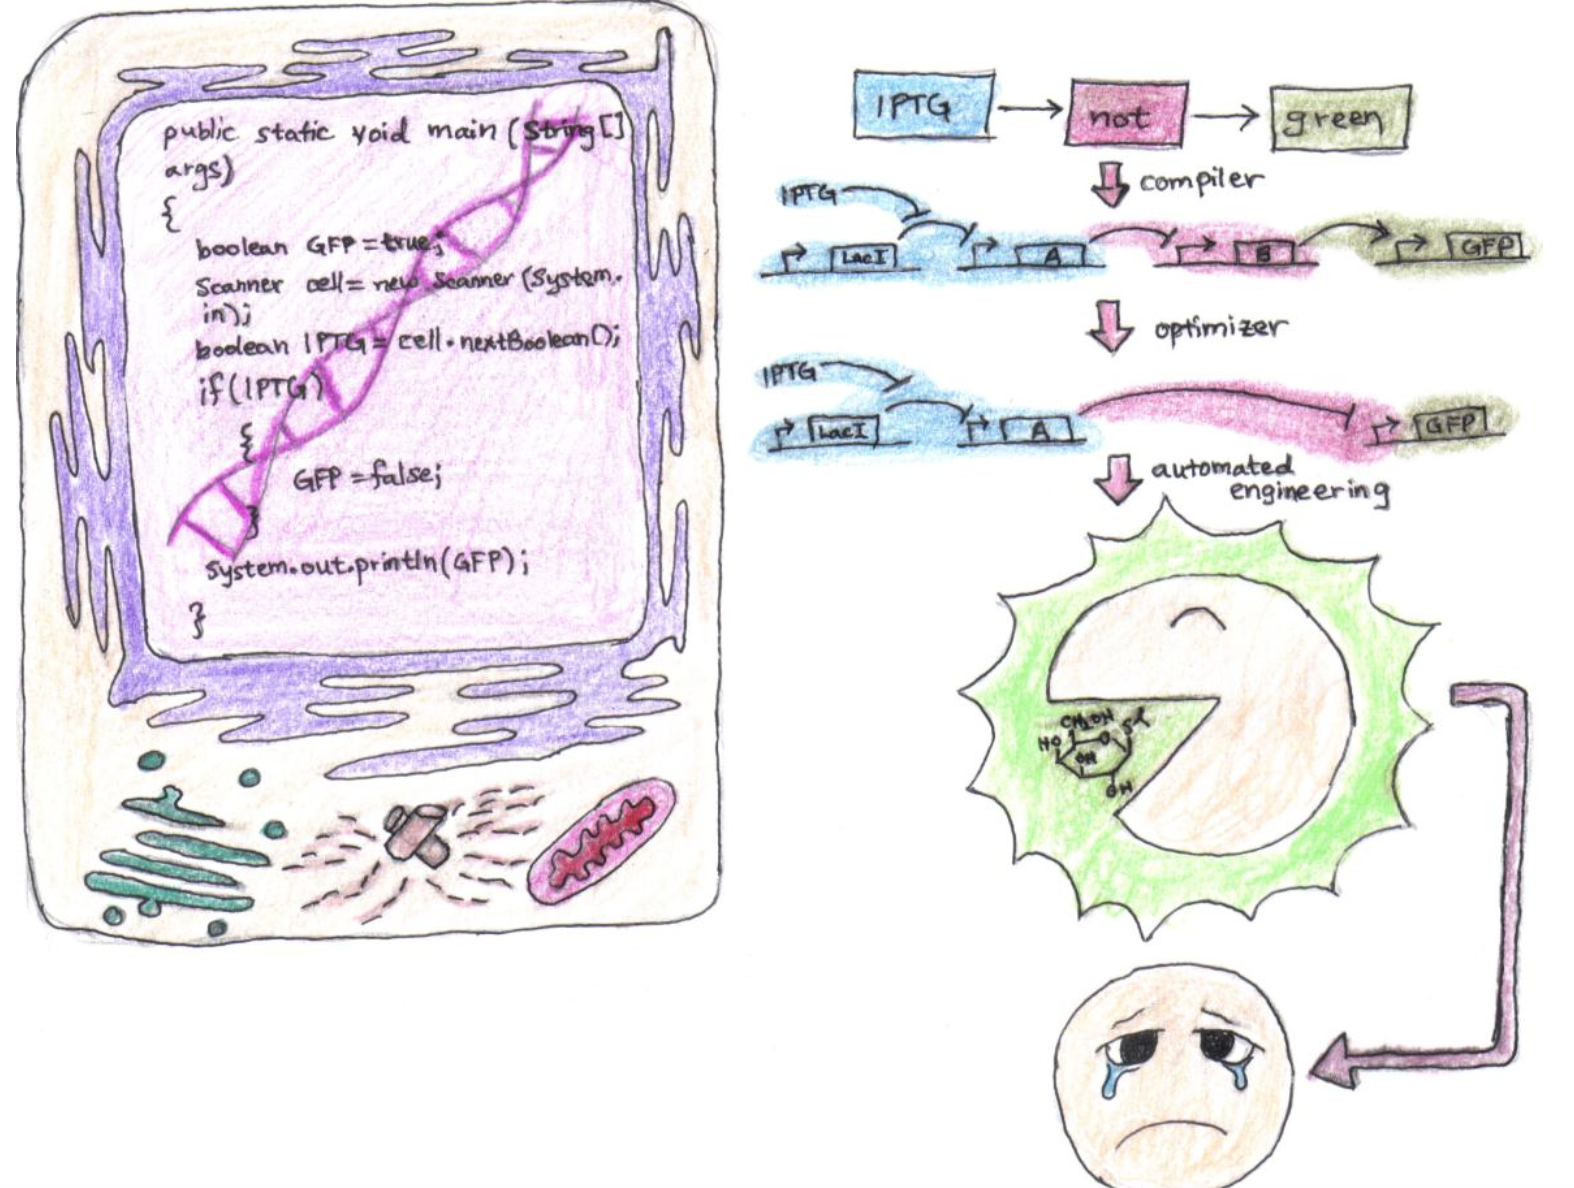 public static void main (String[]
args)
{
boolean GFP = true;
Scanner cell = new Scanner (System.
in);
boolean IPTG = cell.nextBoolean();
if (IPTG)
{
GFP = false;
}
System.out.println(GFP);
}
IPTG
not
green
compiler
IPTG
LacI
A
B
GFP
optimizer
IPTG
LacI
A
GFP
automated
engineering
CH₂OH
HO
O
OH
OH